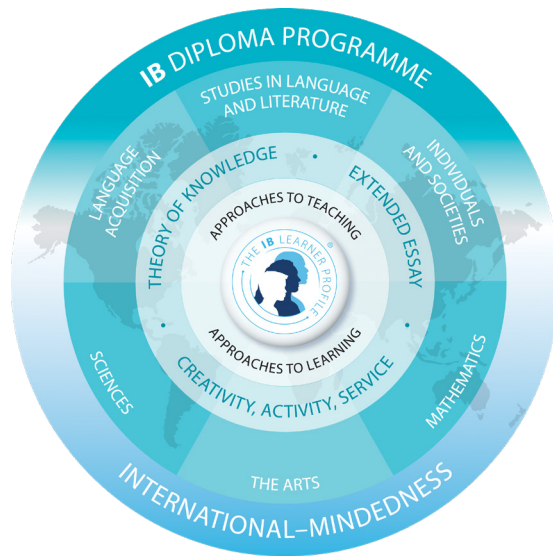 IB DIPLOMA PROGRAMME
STUDIES IN LANGUAGE
AND LITERATURE
LANGUAGE
ACQUISITION
INDIVIDUALS
AND SOCIETIES
THEORY OF KNOWLEDGE
•
EXTENDED ESSAY
APPROACHES TO TEACHING
THE IB LEARNER PROFILE
®
APPROACHES TO LEARNING
•
CREATIVITY, ACTIVITY, SERVICE
•
SCIENCES
MATHEMATICS
THE ARTS
INTERNATIONAL–MINDEDNESS